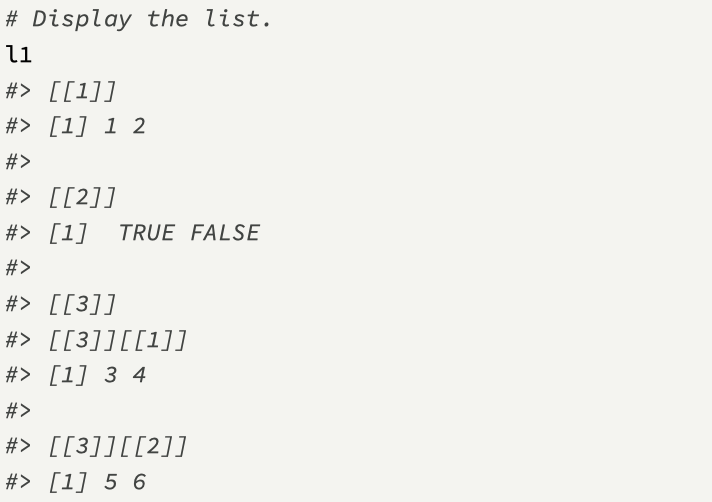 # Display the list.
l1
#> [[1]]
#> [1] 1 2
#>
#> [[2]]
#> [1]  TRUE FALSE
#>
#> [[3]]
#> [[3]][[1]]
#> [1] 3 4
#>
#> [[3]][[2]]
#> [1] 5 6